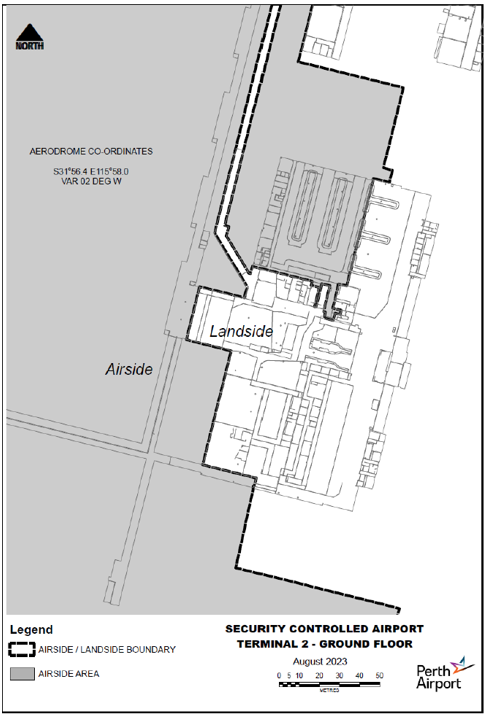 NORTH
AERODROME CO-ORDINATES
S31°56.4 E115°58.0
VAR 02 DEG W
Landside
Airside
Legend
AIRSIDE / LANDSIDE BOUNDARY
AIRSIDE AREA
SECURITY CONTROLLED AIRPORT
TERMINAL 2 - GROUND FLOOR
August 2023
0 5 10 20 30 40 50
METRES
Perth
Airport